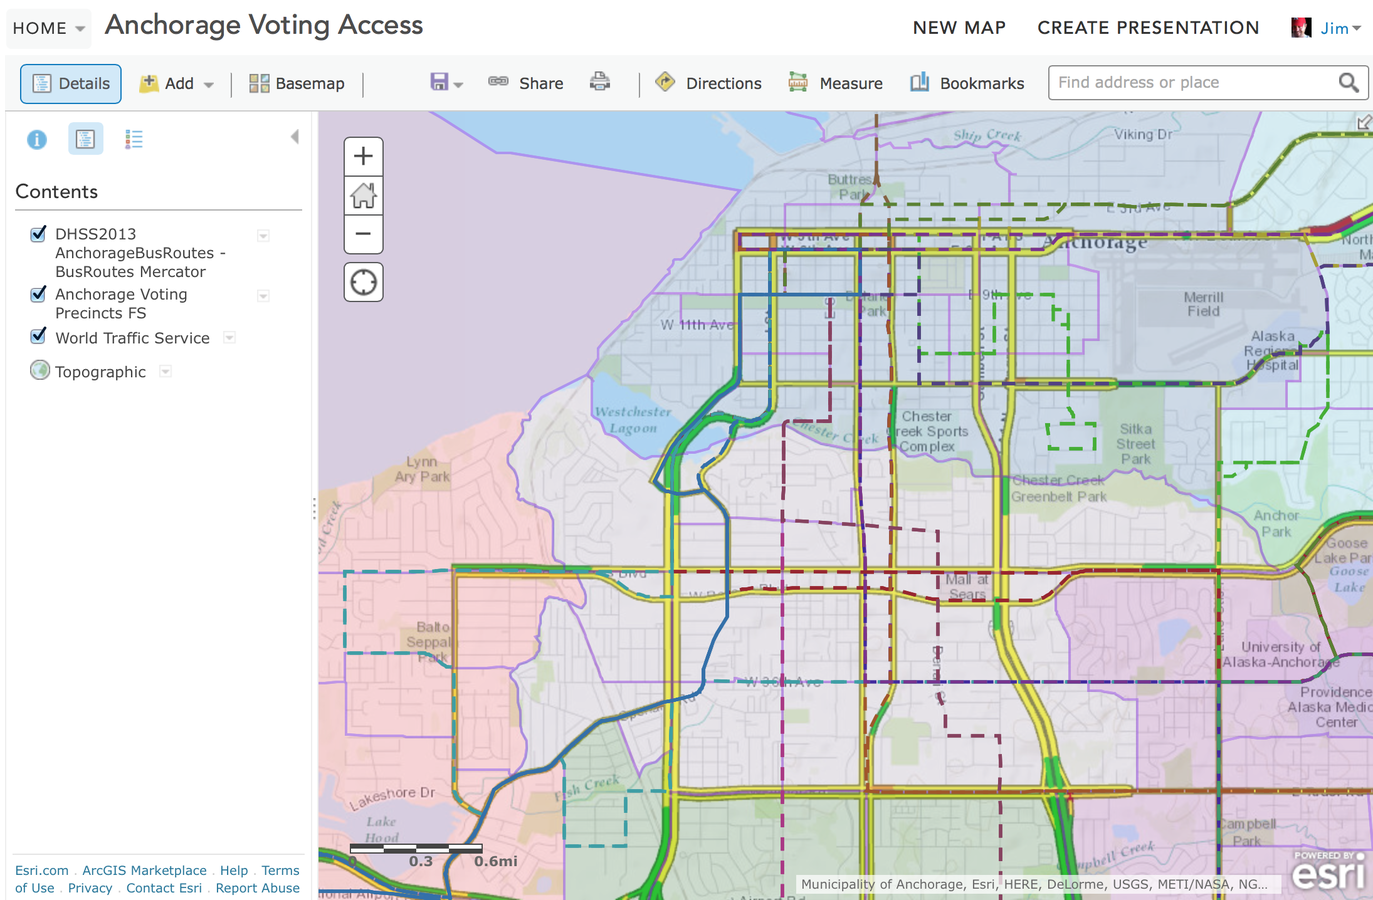 HOME
Anchorage Voting Access
NEW MAP
CREATE PRESENTATION
Jim
Details
Add
Basemap
Share
Directions
Measure
Bookmarks
Find address or place
Contents
DHSS2013
AnchorageBusRoutes -
BusRoutes Mercator
Anchorage Voting
Precincts FS
World Traffic Service
Topographic
Esri.com . ArcGIS Marketplace . Help . Terms
of Use . Privacy . Contact Esri . Report Abuse
Ship Creek
Viking Dr
Buttress
Park
E 3rd Ave
Anchorage
North
Merrill
Field
E 9th Ave
Park
W 11th Ave
Alaska
Regional
Hospital
Westchester
Lagoon
Chester Creek
Chester
Creek Sports
Complex
Sitka
Street
Park
Lynn
Ary Park
Chester Creek
Greenbelt Park
Ancher
Park
Goose
Lake Par
Goose
Lake
Blvd
Mall at
Sears
Balto
Seppal
Park
University of
Alaska-Anchorage
W 36th Ave
Providence
Alaska Medic
Center
Lakeshore Dr
Fish Creek
Lake
Hood
Campbell
Park
Campbell Creek
0 0.3 0.6mi
Municipality of Anchorage, Esri, HERE, DeLorme, USGS, METI/NASA, NG...
POWERED BY
esri